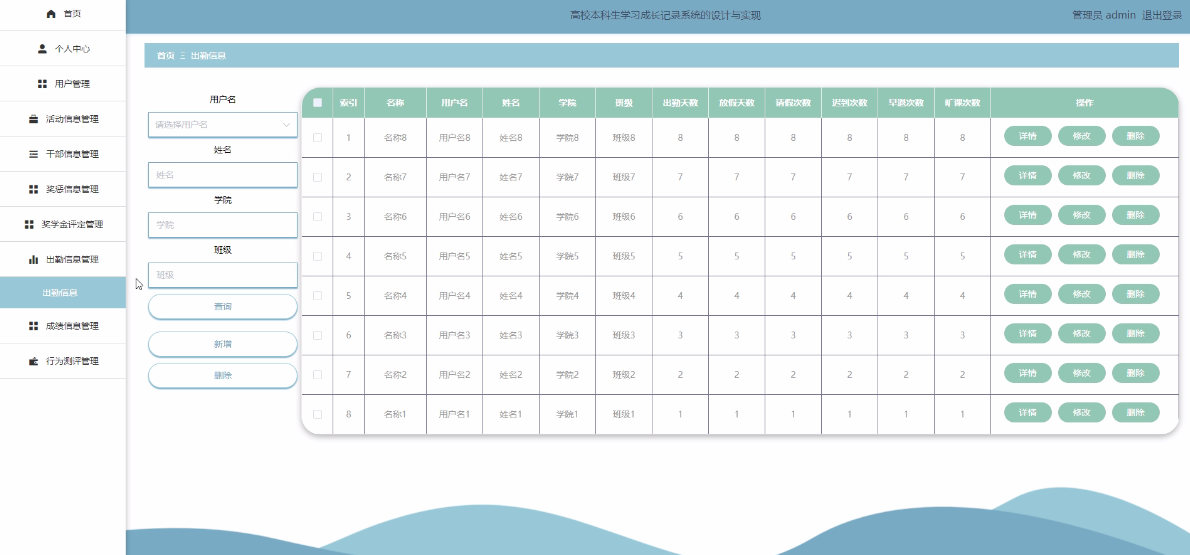 高校本科生学习成长记录系统的设计与实现
管理员 admin 退出登录
首页
个人中心
用户管理
活动信息管理
干部信息管理
奖惩信息管理
奖学金评定管理
出勤信息管理
出勤信息
成绩信息管理
行为测评管理
首页 Ξ 出勤信息
用户名
请选择用户名
姓名
姓名
学院
学院
班级
班级
查询
新增
删除
索引 名称 用户名 姓名 学院 班级 出勤天数 放假天数 请假次数 迟到次数 早退次数 旷课次数 操作
1 名称8 用户名8 姓名8 学院8 班级8 8 8 8 8 8 8 详情 修改 删除
2 名称7 用户名7 姓名7 学院7 班级7 7 7 7 7 7 7 详情 修改 删除
3 名称6 用户名6 姓名6 学院6 班级6 6 6 6 6 6 6 详情 修改 删除
4 名称5 用户名5 姓名5 学院5 班级5 5 5 5 5 5 5 详情 修改 删除
5 名称4 用户名4 姓名4 学院4 班级4 4 4 4 4 4 4 详情 修改 删除
6 名称3 用户名3 姓名3 学院3 班级3 3 3 3 3 3 3 详情 修改 删除
7 名称2 用户名2 姓名2 学院2 班级2 2 2 2 2 2 2 详情 修改 删除
8 名称1 用户名1 姓名1 学院1 班级1 1 1 1 1 1 1 详情 修改 删除